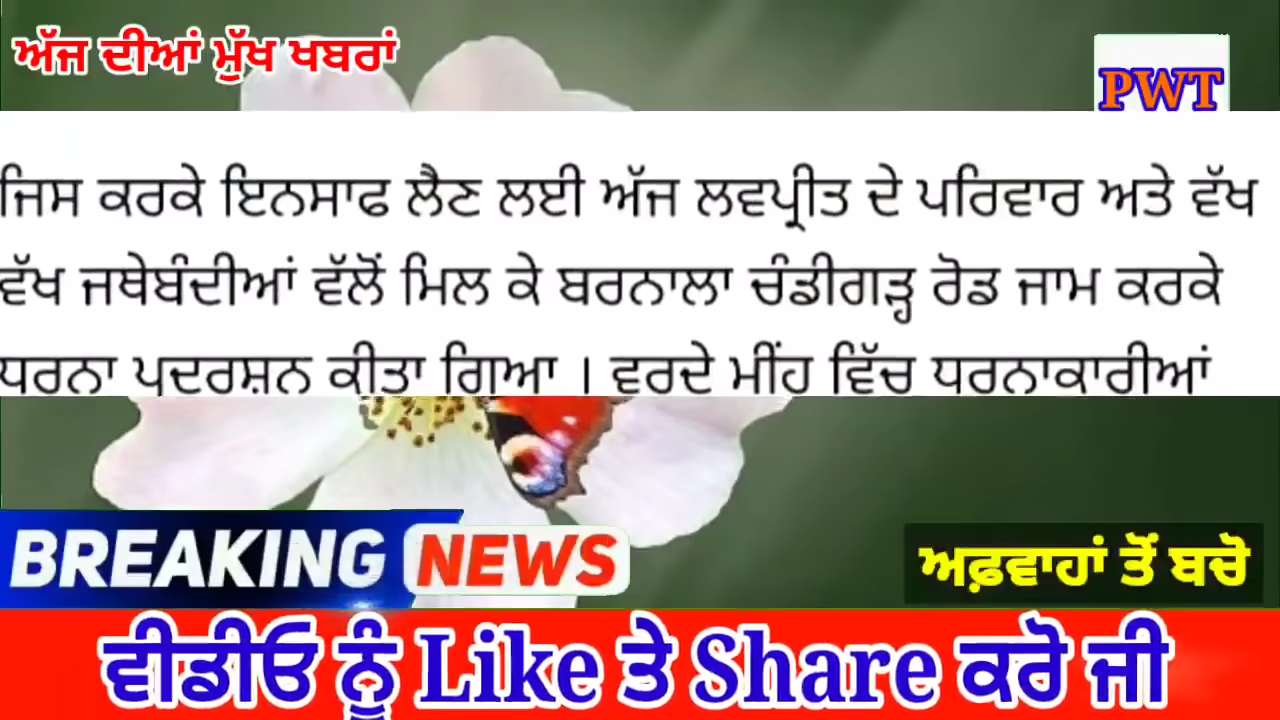 ਅੱਜ ਦੀਆਂ ਮੁੱਖ ਖਬਰਾਂ
PWT
ਜਿਸ ਕਰਕੇ ਇਨਸਾਫ ਲੈਣ ਲਈ ਅੱਜ ਲਵਪ੍ਰੀਤ ਦੇ ਪਰਿਵਾਰ ਅਤੇ ਵੱਖ
ਵੱਖ ਜਥੇਬੰਦੀਆਂ ਵੱਲੋਂ ਮਿਲ ਕੇ ਬਰਨਾਲਾ ਚੰਡੀਗੜ੍ਹ ਰੋਡ ਜਾਮ ਕਰਕੇ
ਧਰਨਾ ਪ੍ਰਦਰਸ਼ਨ ਕੀਤਾ ਗਿਆ । ਵਰਦੇ ਮੀਂਹ ਵਿੱਚ ਧਰਨਾਕਾਰੀਆਂ
BREAKING NEWS
ਅਫ਼ਵਾਹਾਂ ਤੋਂ ਬਚੋ
ਵੀਡੀਓ ਨੂੰ Like ਤੇ Share ਕਰੋ ਜੀ